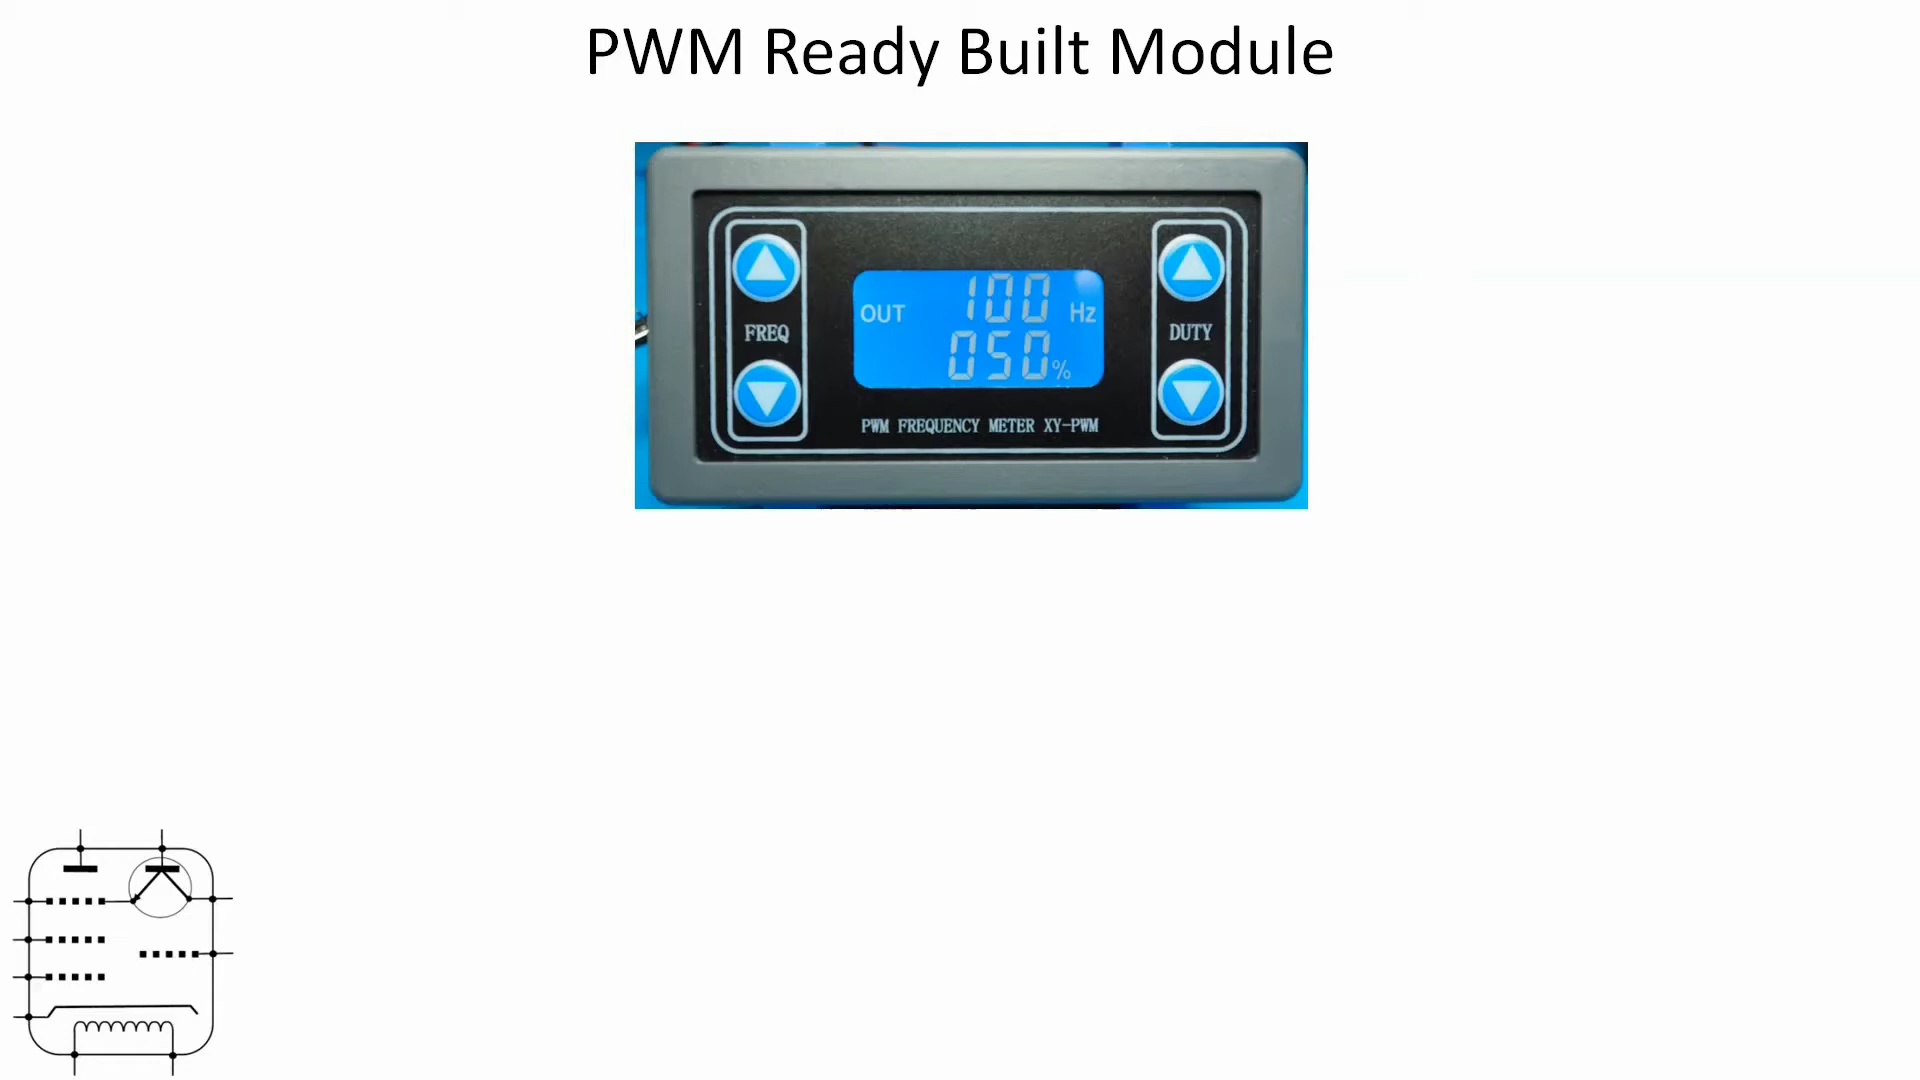 PWM Ready Built Module
OUT 100 Hz
050%
FREQ
DUTY
PWM FREQUENCY METER XY-PWM